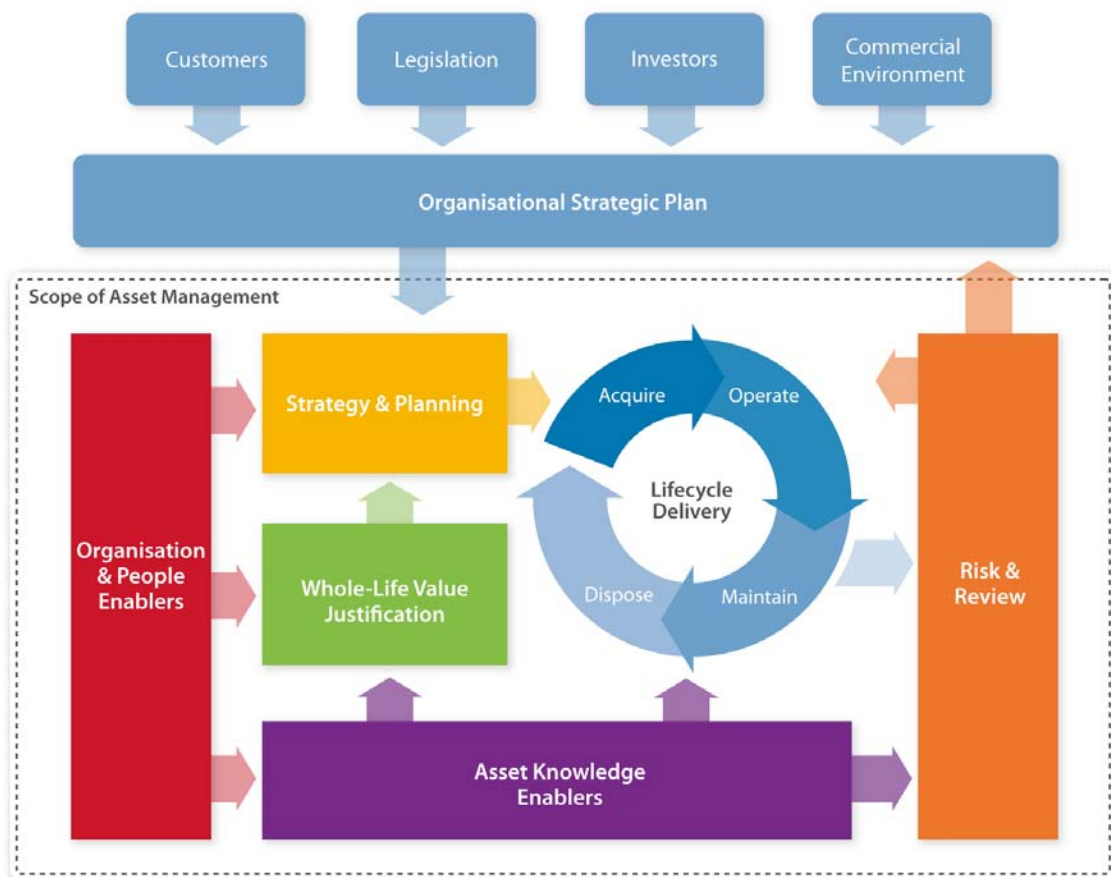 Customers
Legislation
Investors
Commercial
Environment
Organisational Strategic Plan
Scope of Asset Management
Strategy & Planning
Acquire
Operate
Lifecycle
Delivery
Organisation
& People
Enablers
Whole-Life Value
Justification
Dispose
Maintain
Risk &
Review
Asset Knowledge
Enablers